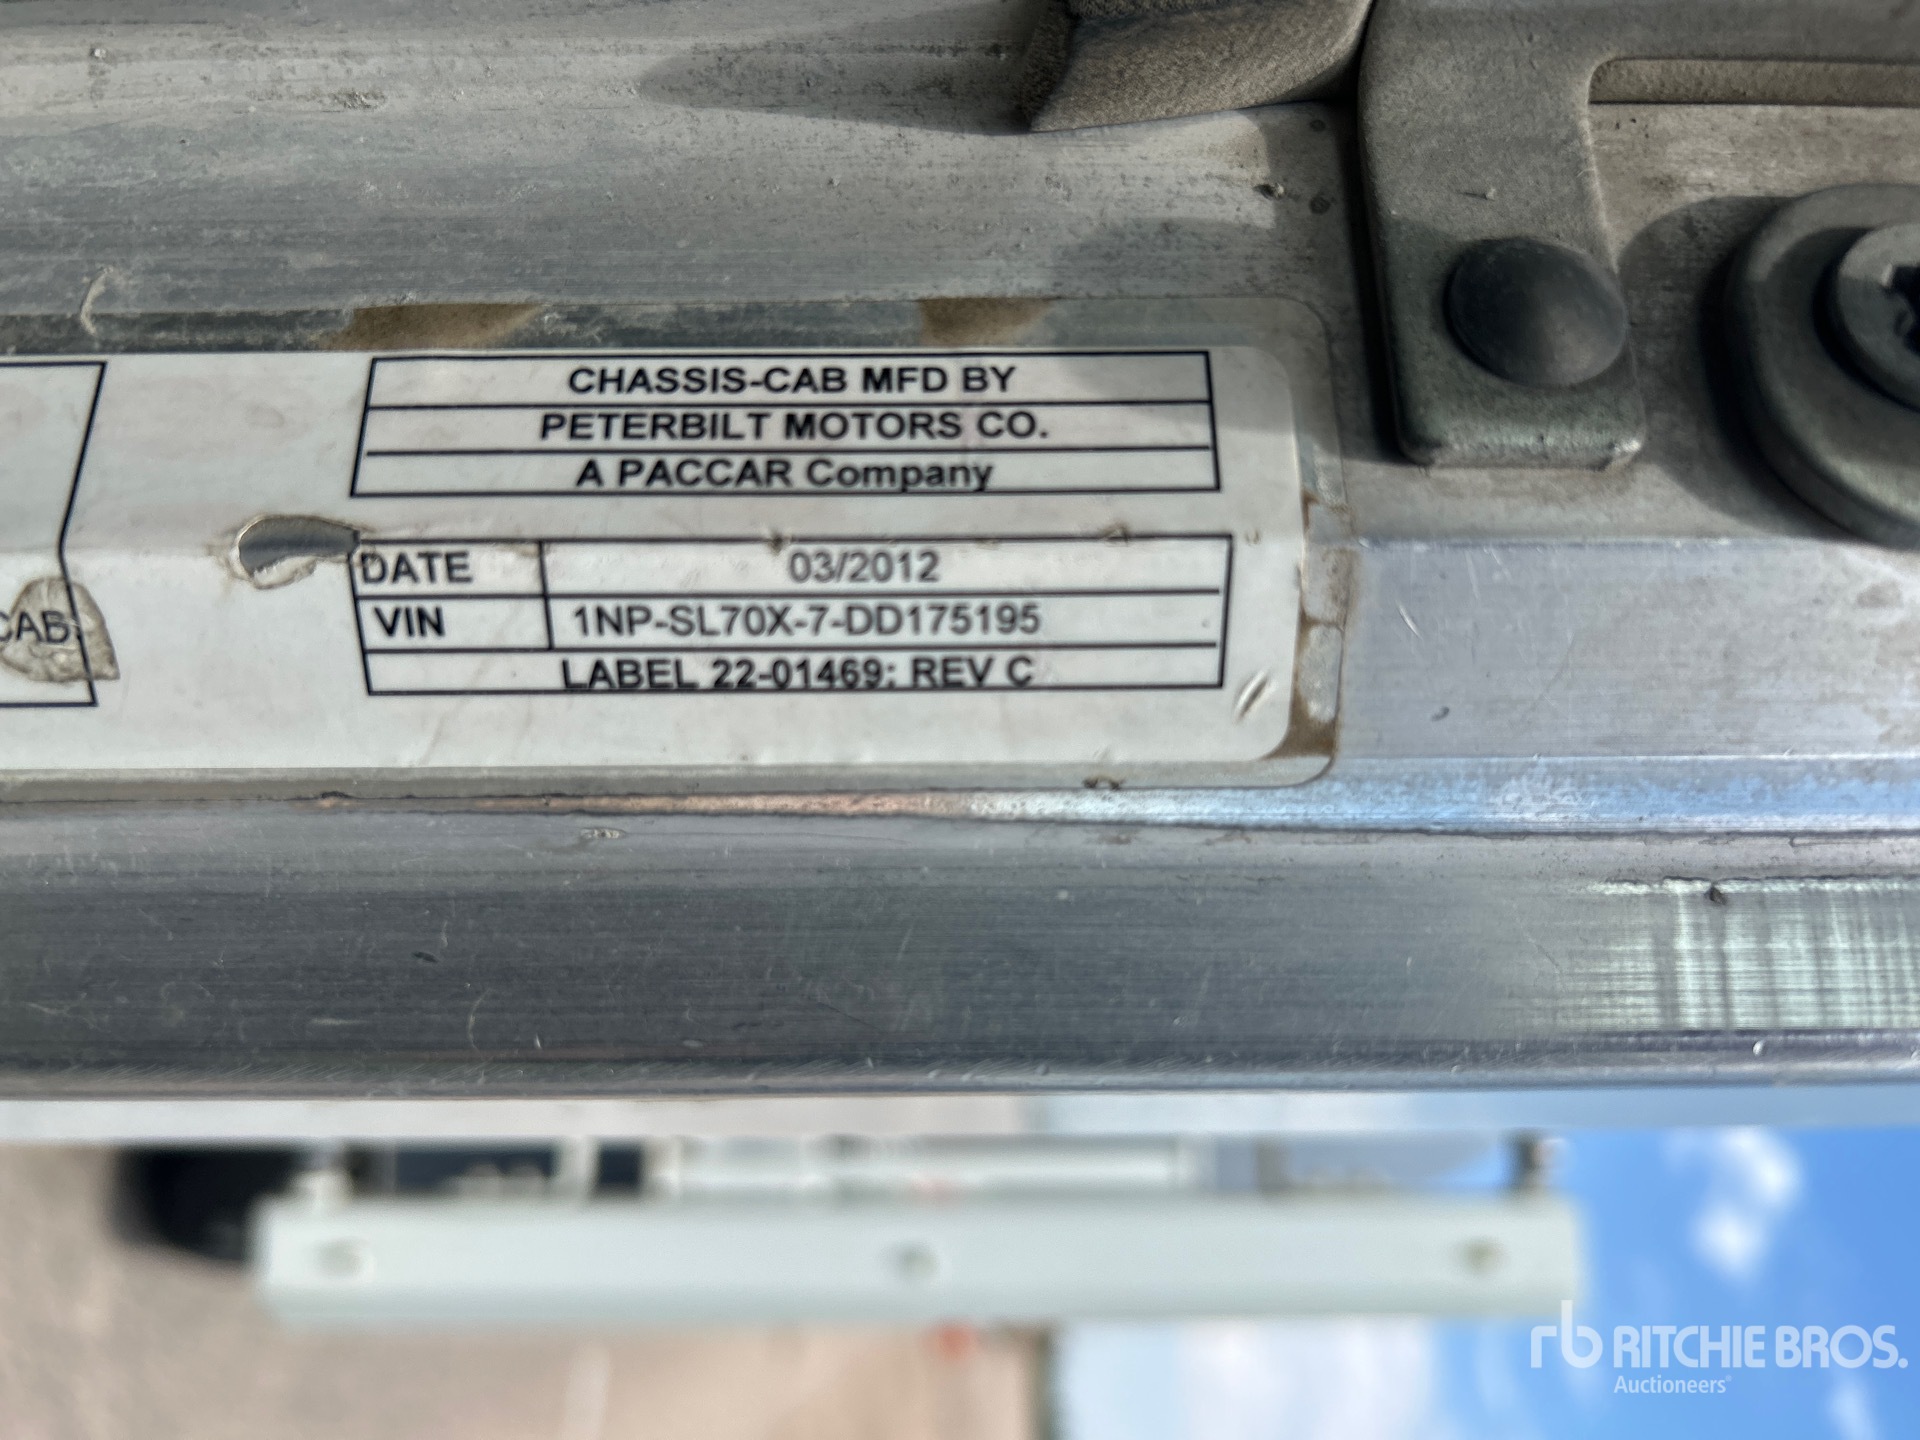 CHASSIS-CAB MFD BY
PETERBILT MOTORS CO.
A PACCAR Company
DATE 03/2012
VIN 1NP-SL70X-7-DD175195
LABEL 22-01469: REV C
CAB.
rb RITCHIE BROS.
Auctioneers